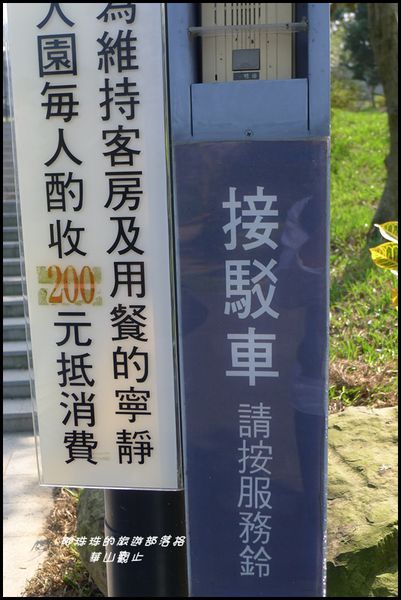 為維持客房及用餐的寧靜
入園每人酌收200元抵消費
接駁車
請按服務鈴
珠珠的旅遊部落格
華山觀止